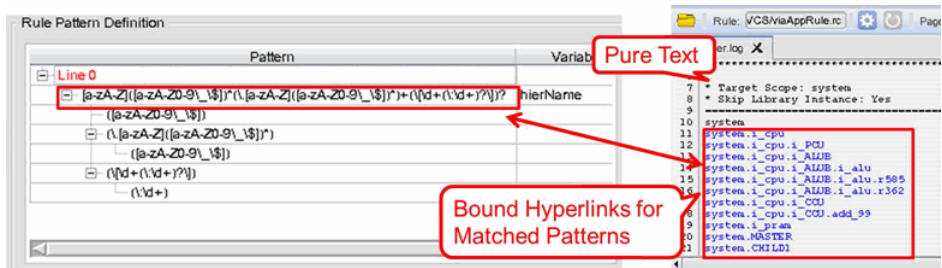 Rule Pattern Definition
Pattern
Variab
Line 0
[a-zA-Z]([a-zA-Z0-9\_\$])*(\.[a-zA-Z]([a-zA-Z0-9\_\$])*)+(\[\d+(\:\d+)?\])?
hierName
([a-zA-Z0-9\_\$])
(\.[a-zA-Z]([a-zA-Z0-9\_\$])*)
([a-zA-Z0-9\_\$])
(\[\d+(\:\d+)?\])
(\:\d+)
Rule: VCS/viaAppRule.rc
Page
er.log X
Pure Text
7 * Target Scope: system
8 * Skip Library Instance: Yes
9
10 system
11 system.i_cpu
12 system.i_cpu.i_PCU
13 system.i_cpu.i_ALUB
14 system.i_cpu.i_ALUB.i_alu
15 system.i_cpu.i_ALUB.i_alu.r585
16 system.i_cpu.i_ALUB.i_alu.r362
system.i_cpu.i_CCU
8 system.i_cpu.i_CCU.add_99
9 system.i_pram
20 system.MASTER
21 system.CHILD1
Bound Hyperlinks for
Matched Patterns